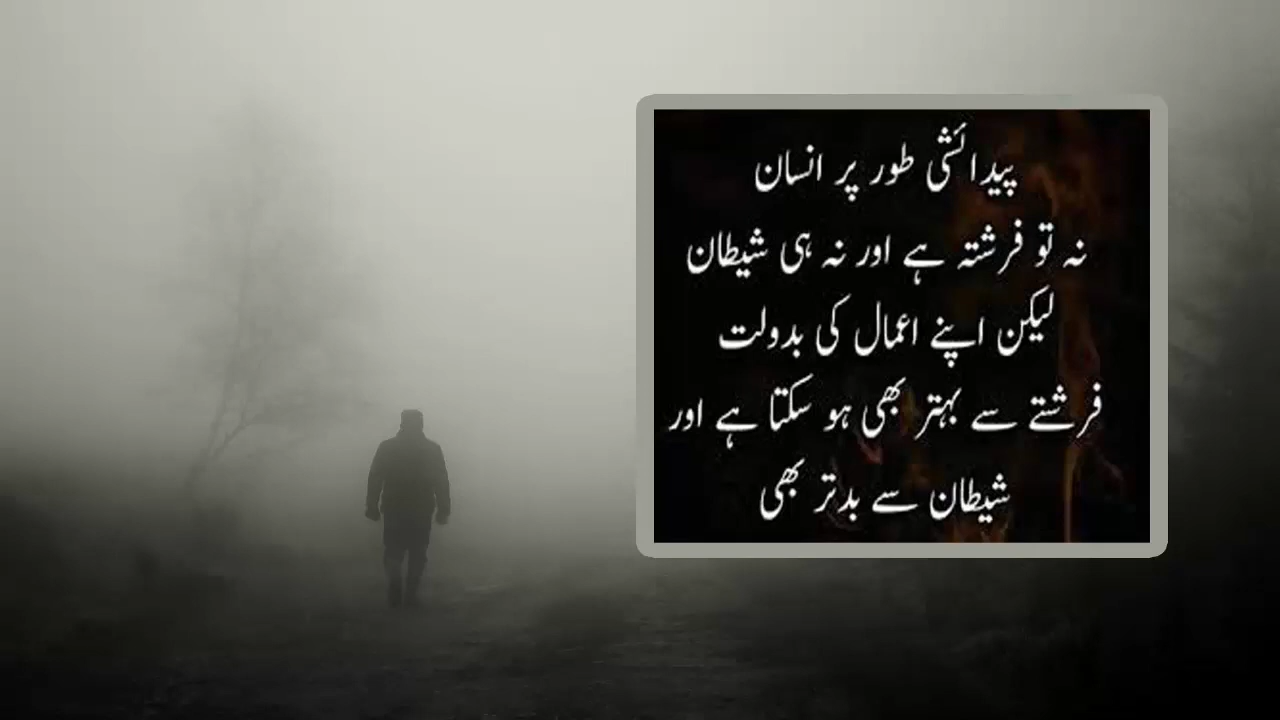 پیدائشی طور پر انسان
نہ تو فرشتہ ہے اور نہ ہی شیطان
لیکن اپنے اعمال کی بدولت
فرشتے سے بہتر بھی ہو سکتا ہے اور
شیطان سے بدتر بھی